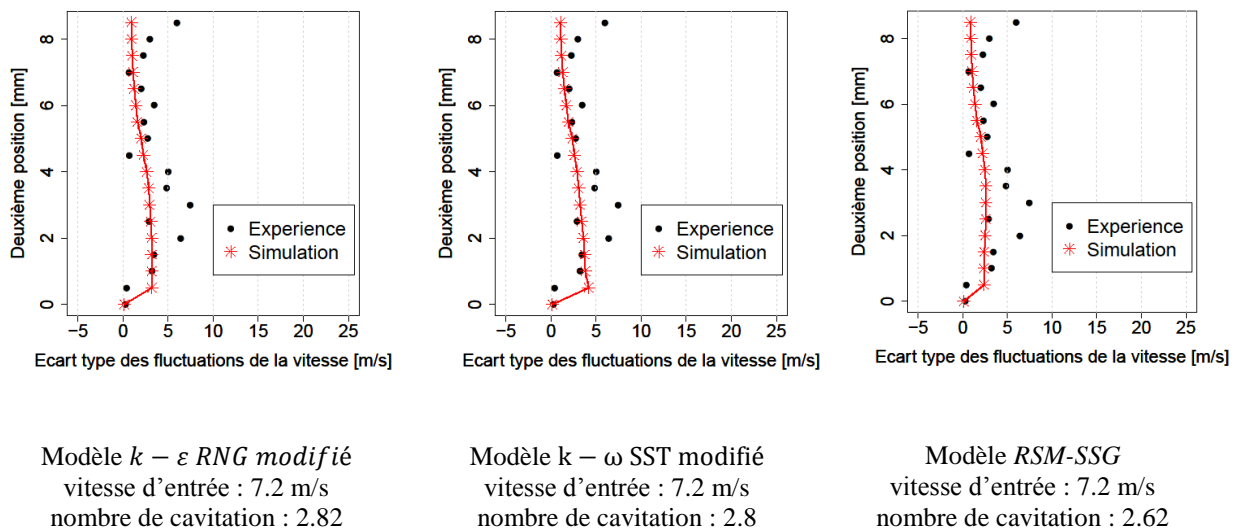 Deuxième position [mm]
8
6
4
2
0
Experience
Simulation
−5 0 5 10 15 20 25
Ecart type des fluctuations de la vitesse [m/s]
Modèle k − ε RNG modifié
vitesse d'entrée : 7.2 m/s
nombre de cavitation : 2.82
Deuxième position [mm]
8
6
4
2
0
Experience
Simulation
−5 0 5 10 15 20 25
Ecart type des fluctuations de la vitesse [m/s]
Modèle k − ω SST modifié
vitesse d'entrée : 7.2 m/s
nombre de cavitation : 2.8
Deuxième position [mm]
8
6
4
2
0
Experience
Simulation
−5 0 5 10 15 20 25
Ecart type des fluctuations de la vitesse [m/s]
Modèle RSM-SSG
vitesse d'entrée : 7.2 m/s
nombre de cavitation : 2.62